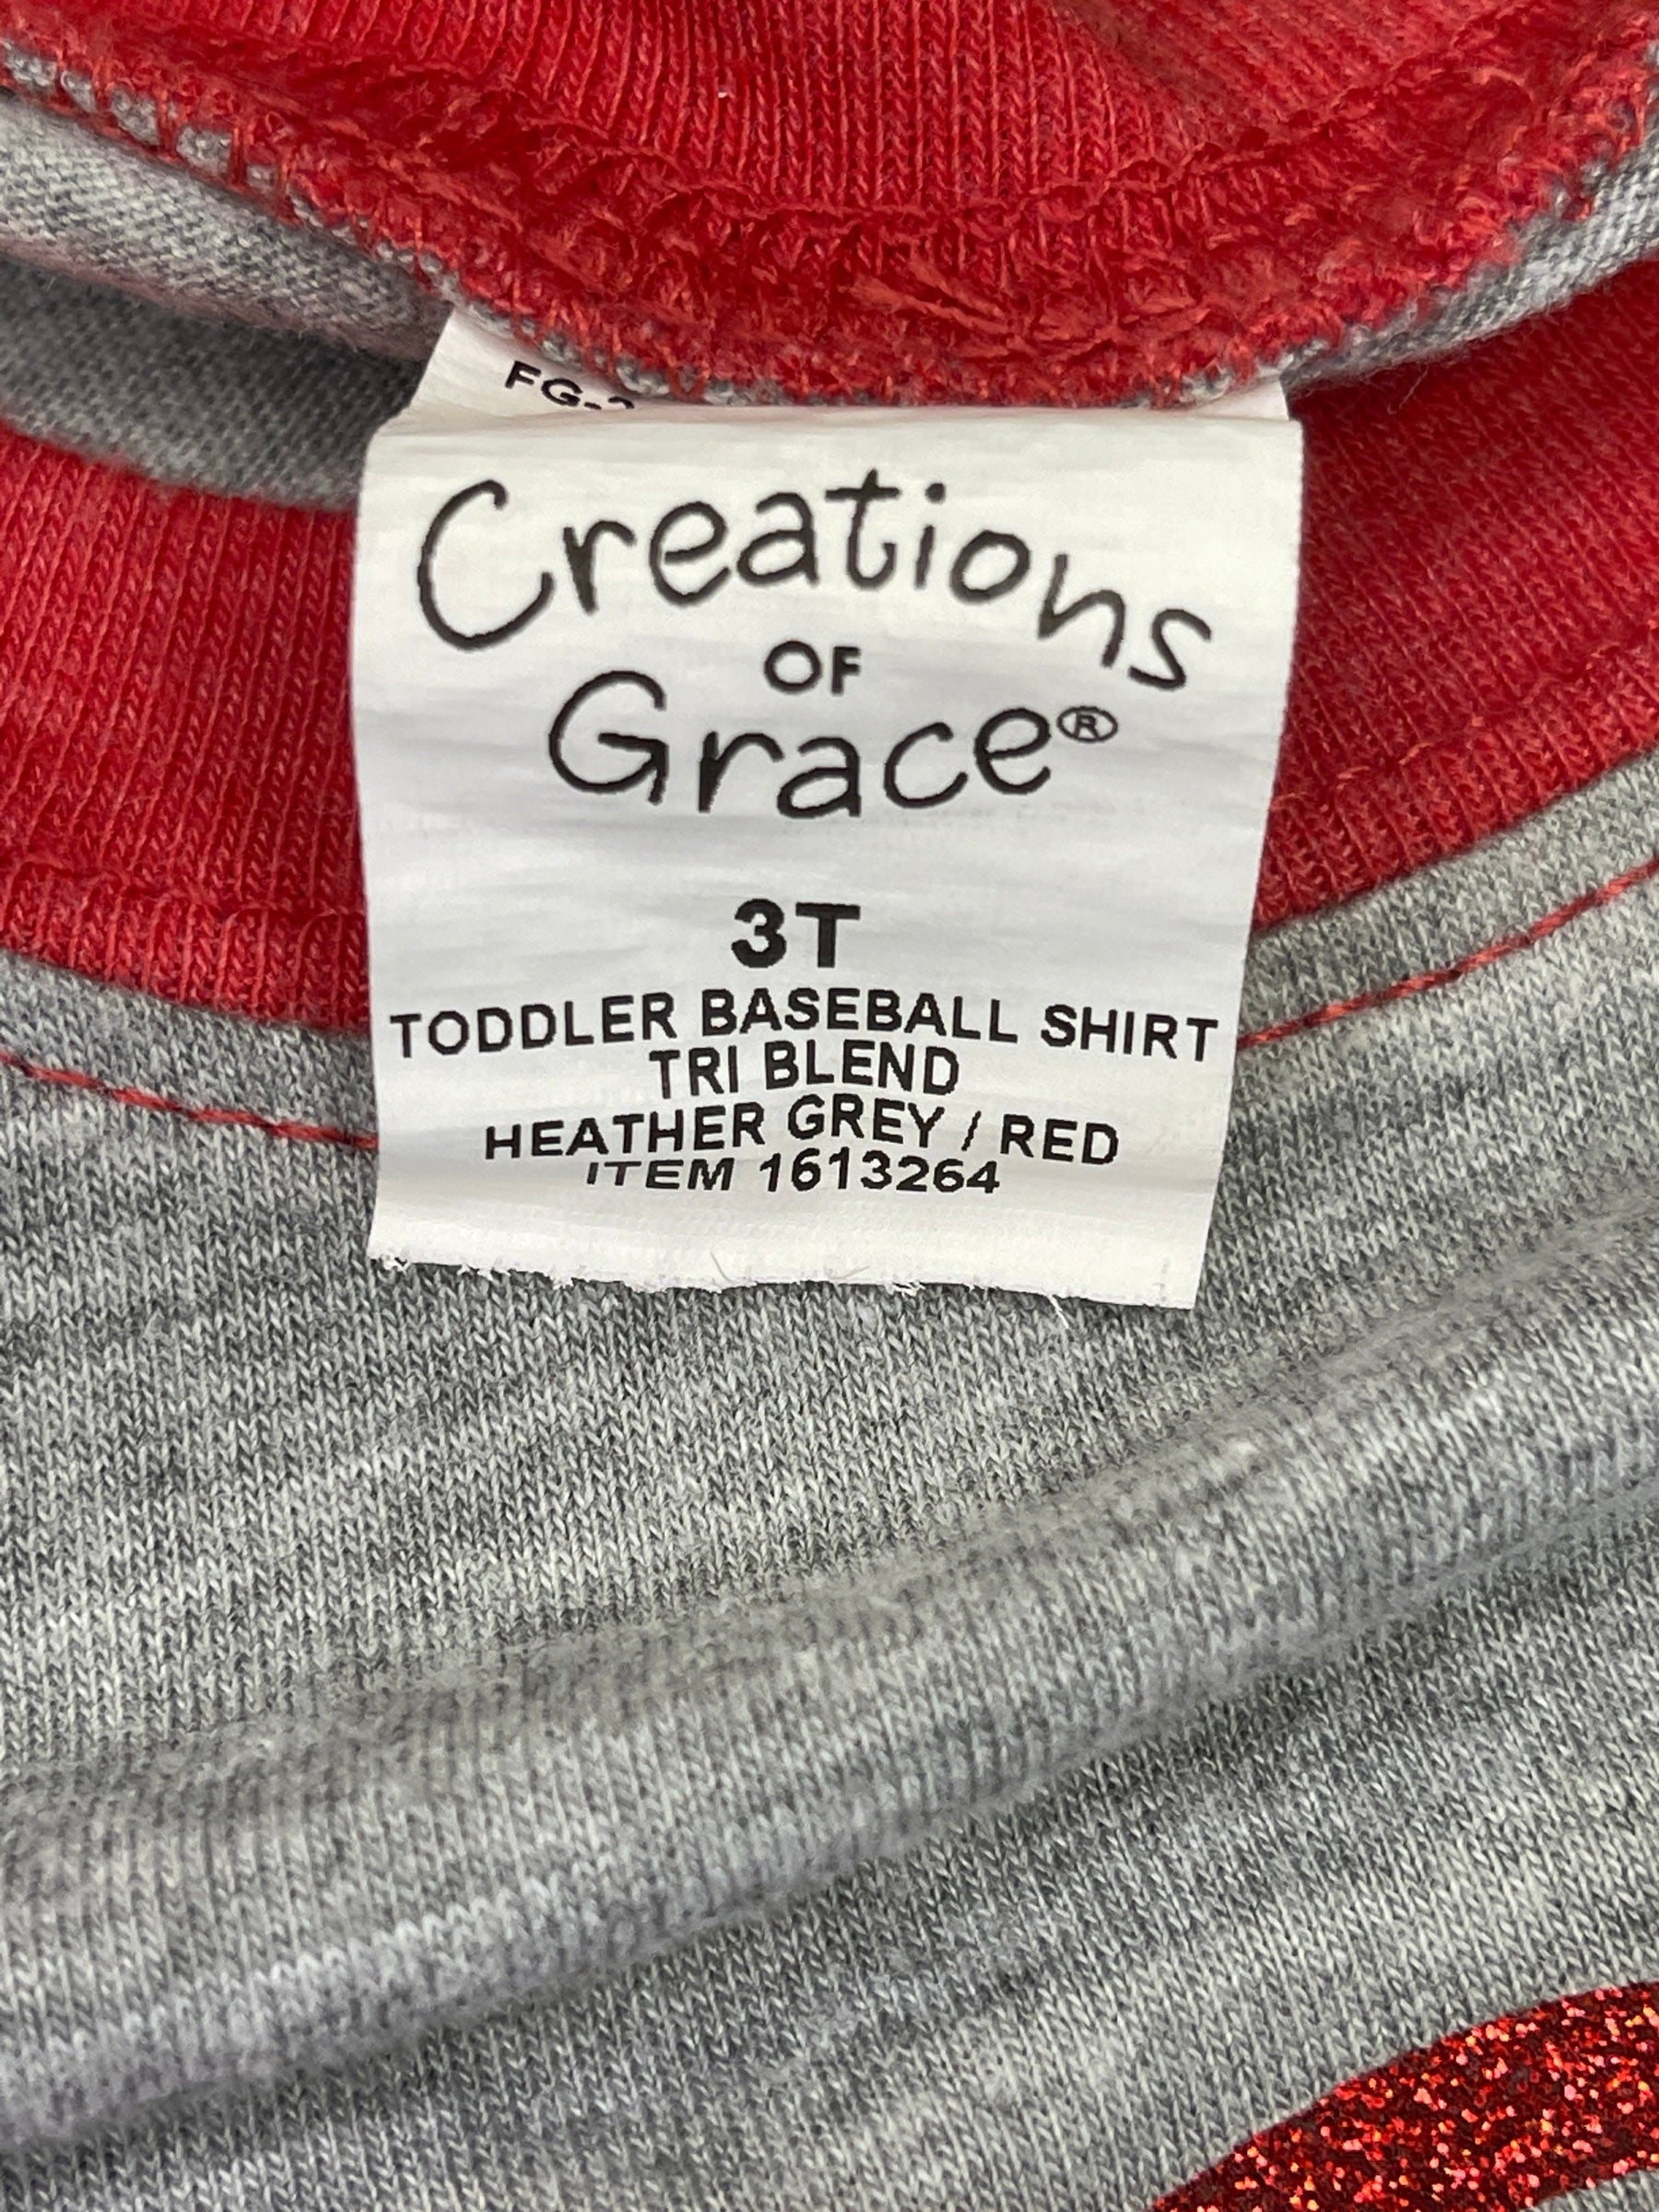 Creations
OF
Grace®
3T
TODDLER BASEBALL SHIRT
TRI BLEND
HEATHER GREY / RED
ITEM 1613264